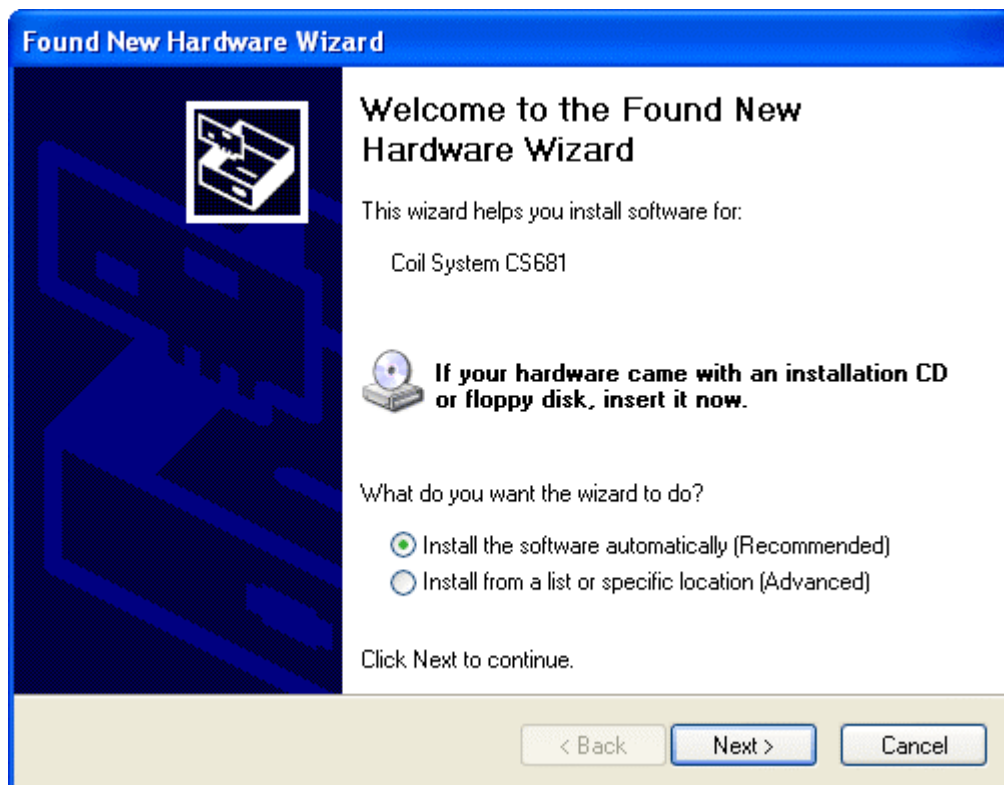 Found New Hardware Wizard
Welcome to the Found New
Hardware Wizard
This wizard helps you install software for:
Coil System CS681
If your hardware came with an installation CD
or floppy disk, insert it now.
What do you want the wizard to do?
Install the software automatically (Recommended)
Install from a list or specific location (Advanced)
Click Next to continue.
< Back Next > Cancel